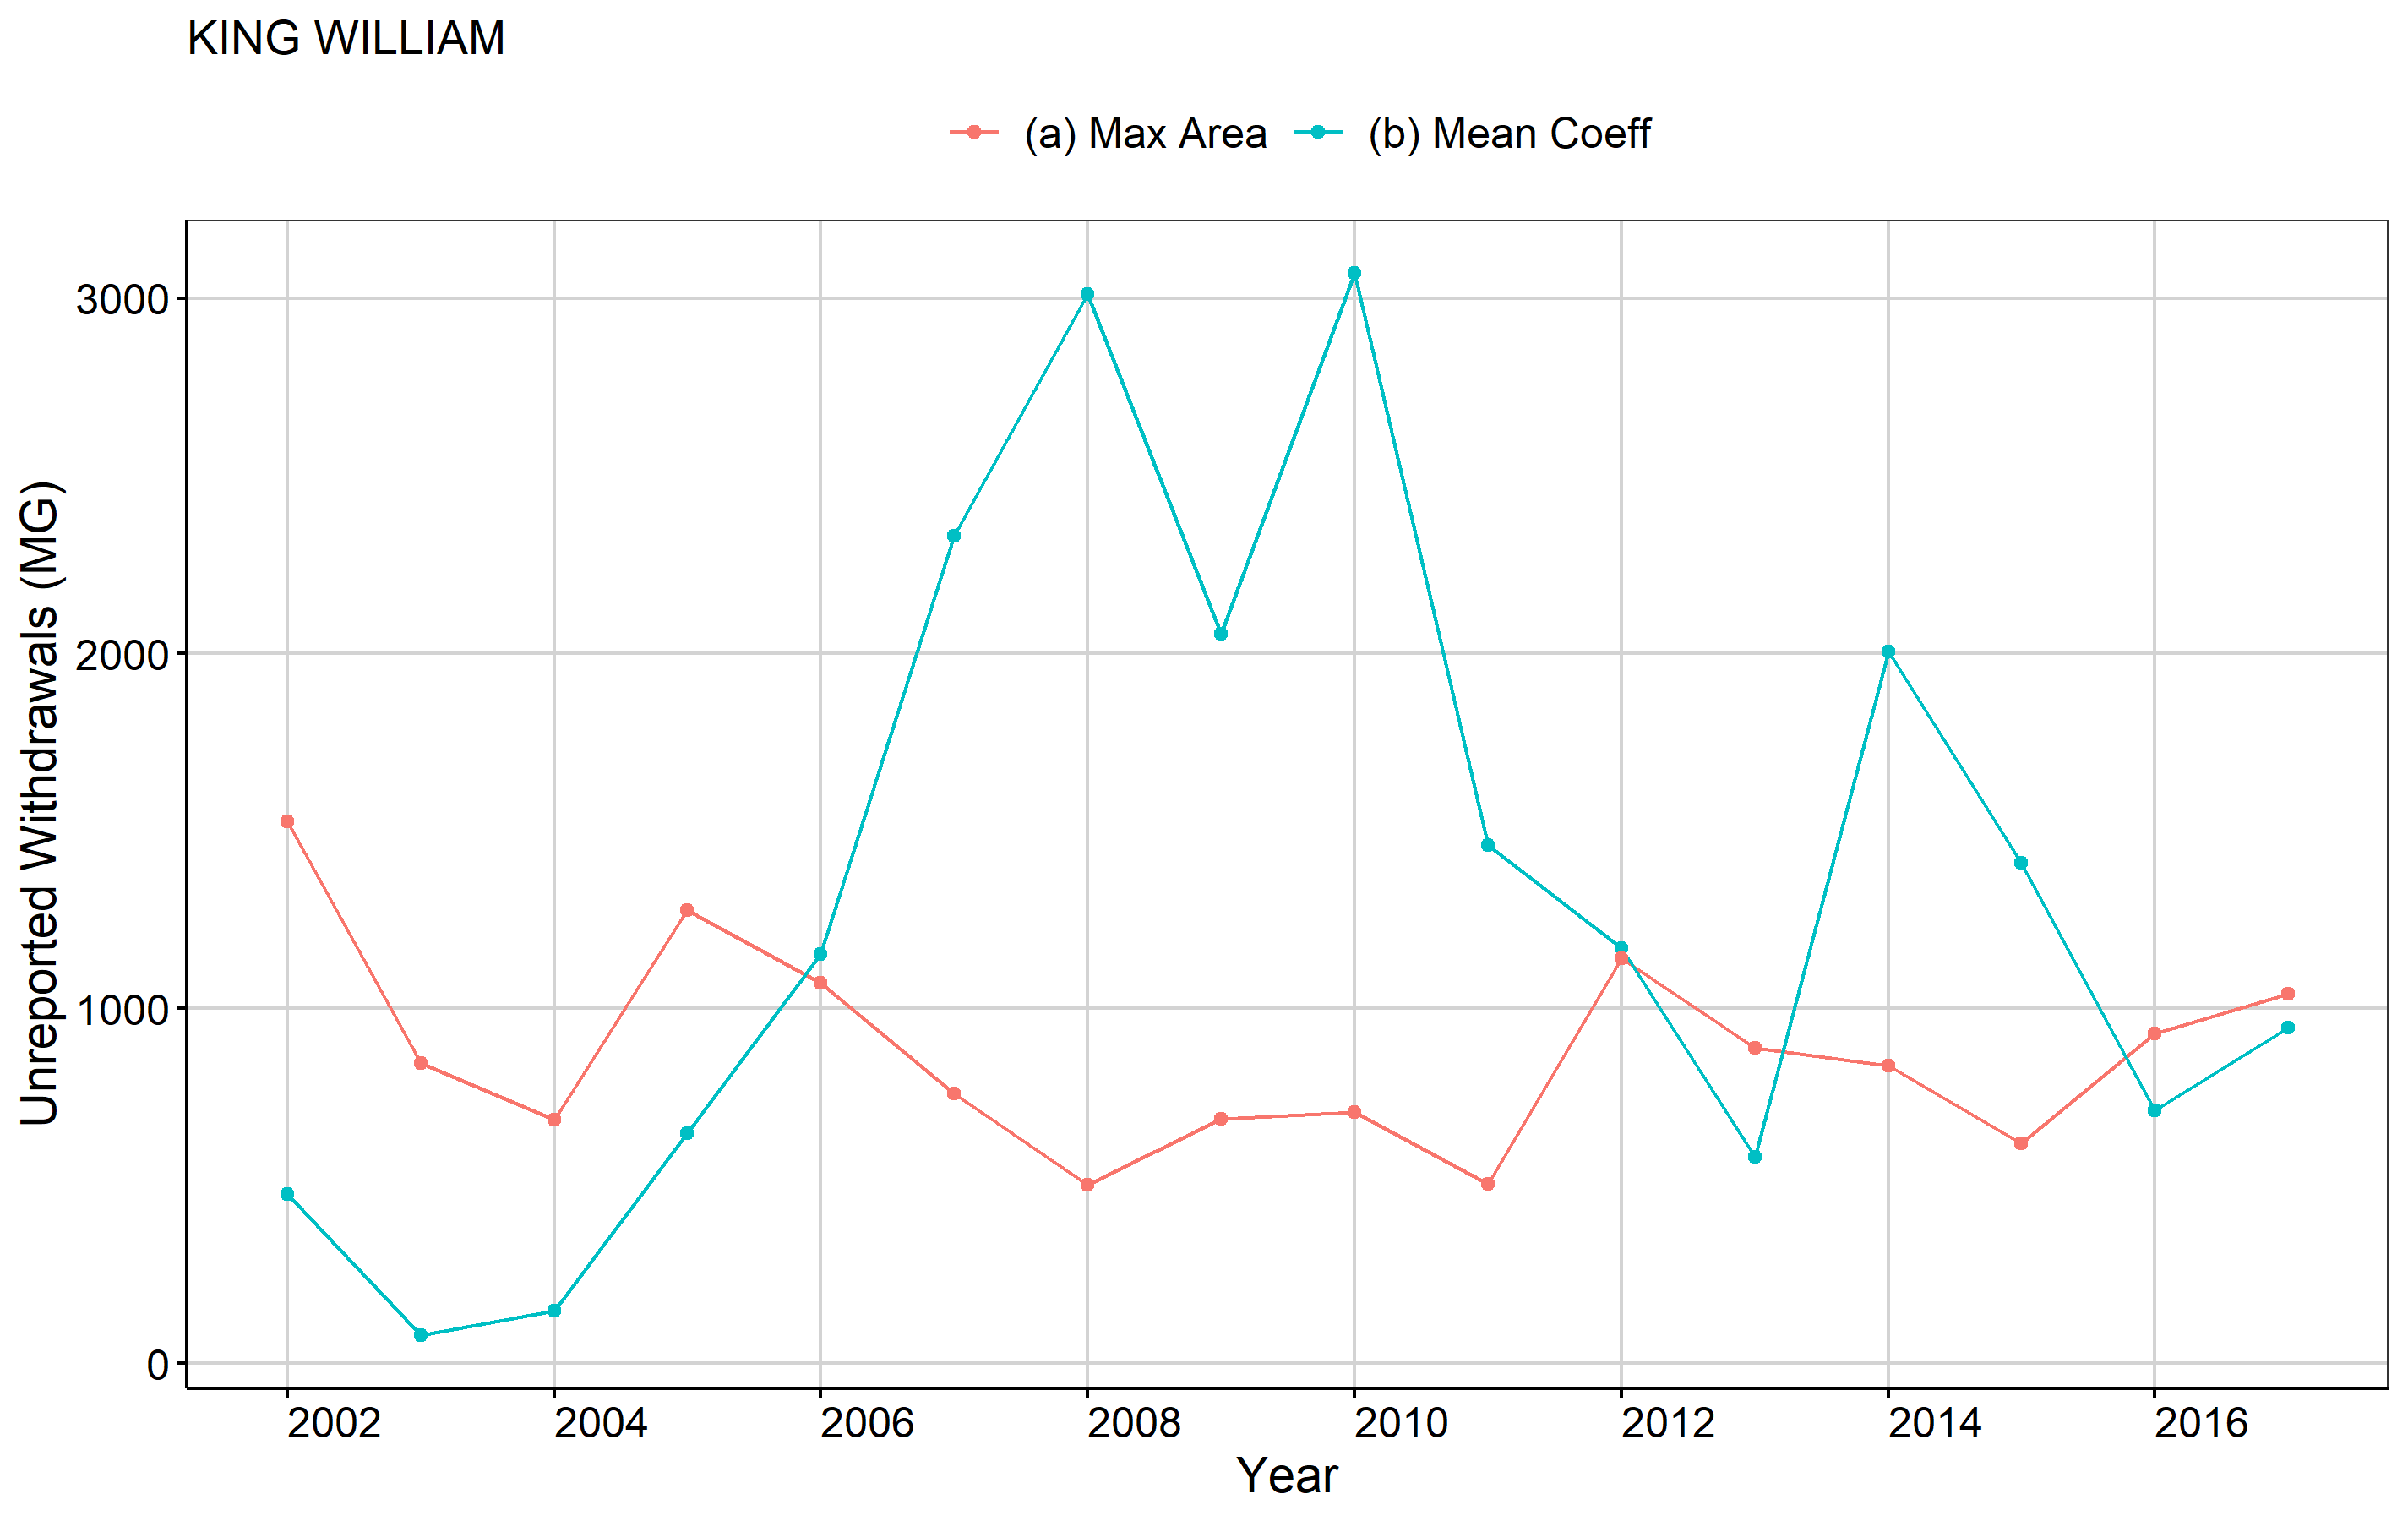 KING WILLIAM
(a) Max Area (b) Mean Coeff
Unreported Withdrawals (MG)
3000
2000
1000
0
2002 2004 2006 2008 2010 2012 2014 2016
Year